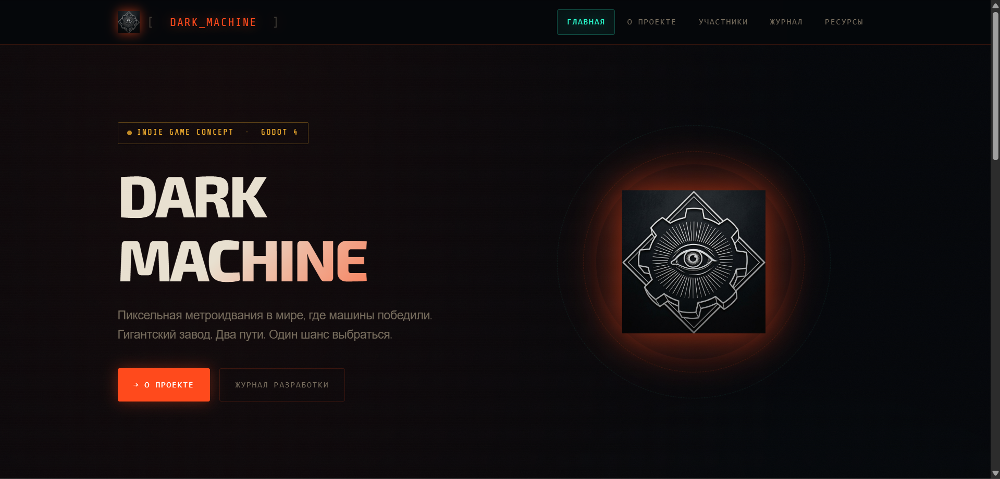 [ DARK_MACHINE ]
ГЛАВНАЯ О ПРОЕКТЕ УЧАСТНИКИ ЖУРНАЛ РЕСУРСЫ
INDIE GAME CONCEPT · GODOT 4
DARK
MACHINE
Пиксельная метроидвания в мире, где машины победили.
Гигантский завод. Два пути. Один шанс выбраться.
→ О ПРОЕКТЕ ЖУРНАЛ РАЗРАБОТКИ